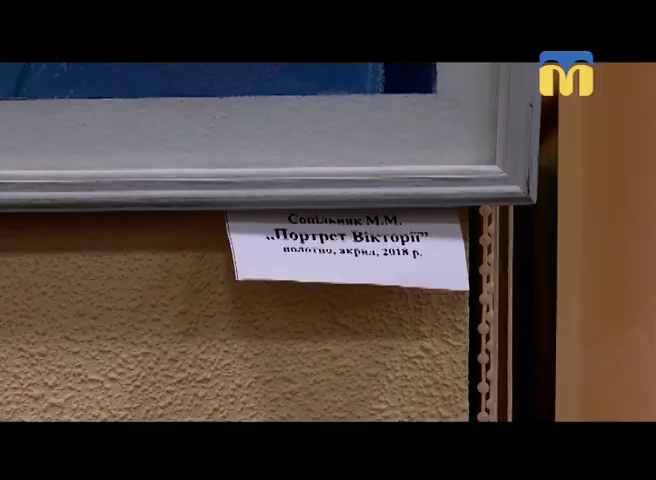 Сопільник М.М.
„Портрет Вікторії”
полотно, акрил, 2018 р.